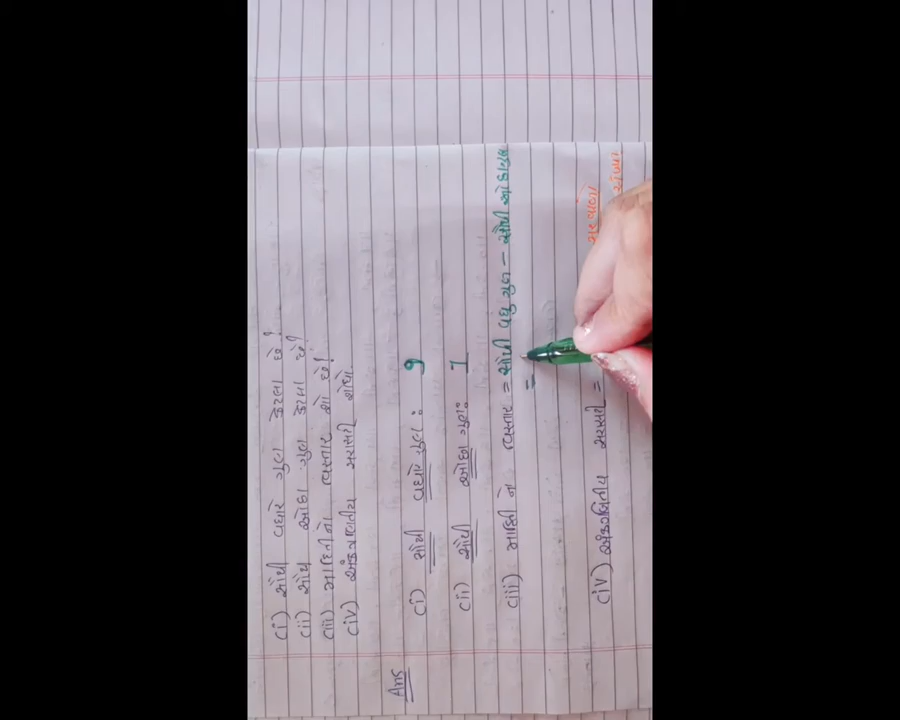 (i) સૌથી વધારે ગુણ કેટલા છે?
(ii) સૌથી ઓછા ગુણ કેટલા છે?
(iii) માહિતીનો વિસ્તાર શો છે?
(iv) અંકગણિતીય સરાસરી શોધો.
Ans
(i) સૌથી વધારે ગુણ : 9
(ii) સૌથી ઓછા ગુણ: 1
(iii) માહિતી નો વિસ્તાર = સૌથી વધુ ગુણ – સૌથી ઓછા ગુણ
=
(iv) અંકગણિતીય સરાસરી =